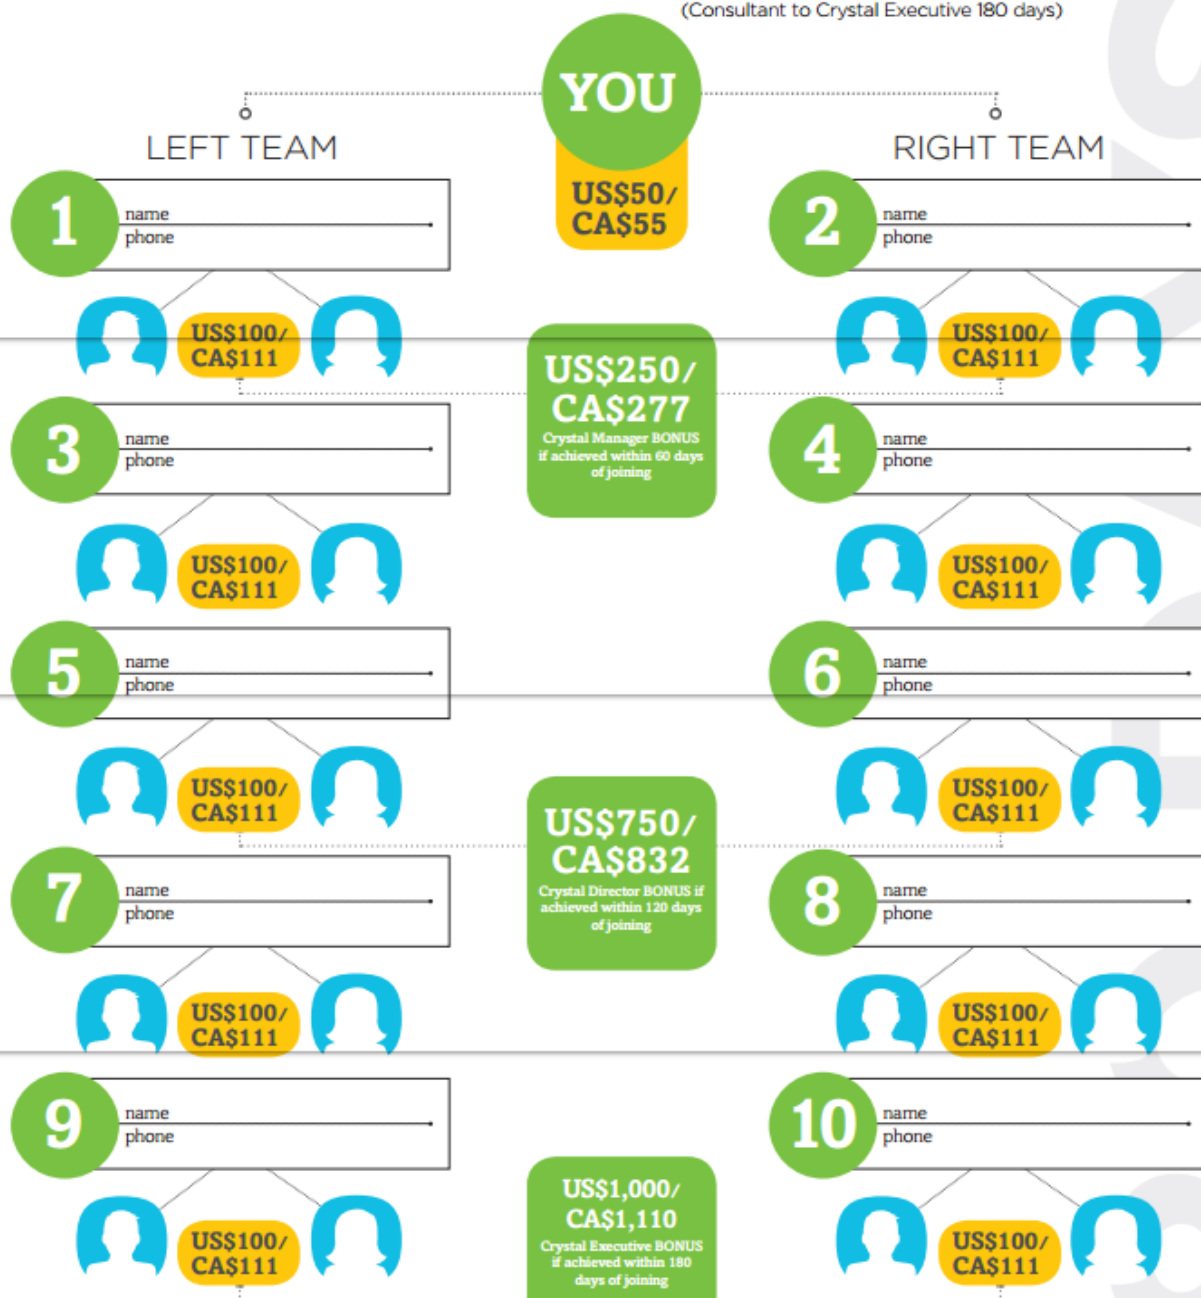 (Consultant to Crystal Executive 180 days)
YOU
LEFT TEAM
RIGHT TEAM
US$50/
CA$55
1
name
phone
2
name
phone
US$100/
CA$111
US$100/
CA$111
US$250/
CA$277
Crystal Manager BONUS
if achieved within 60 days
of joining
3
name
phone
4
name
phone
US$100/
CA$111
US$100/
CA$111
5
name
phone
6
name
phone
US$100/
CA$111
US$100/
CA$111
US$750/
CA$832
Crystal Director BONUS if
achieved within 120 days
of joining
7
name
phone
8
name
phone
US$100/
CA$111
US$100/
CA$111
9
name
phone
10
name
phone
US$100/
CA$111
US$1,000/
CA$1,110
Crystal Executive BONUS
if achieved within 180
days of joining
US$100/
CA$111